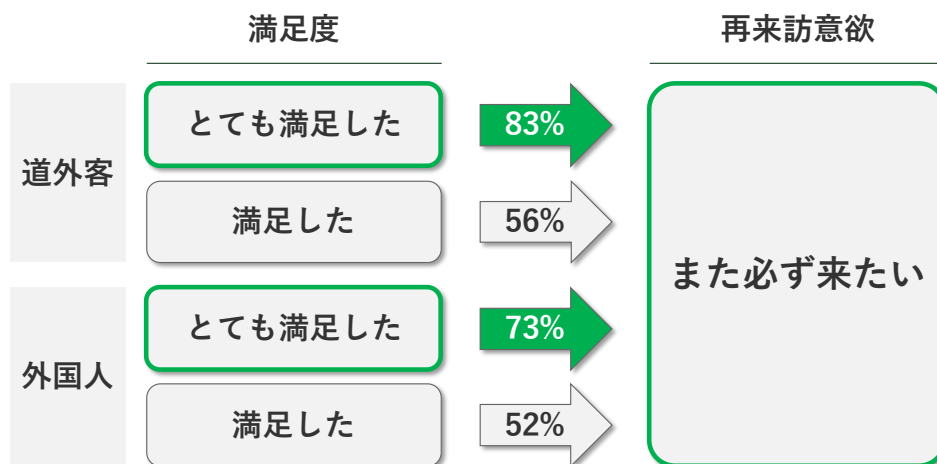 満足度
再来訪意欲
道外客
とても満足した
83%
満足した
56%
また必ず来たい
外国人
とても満足した
73%
満足した
52%